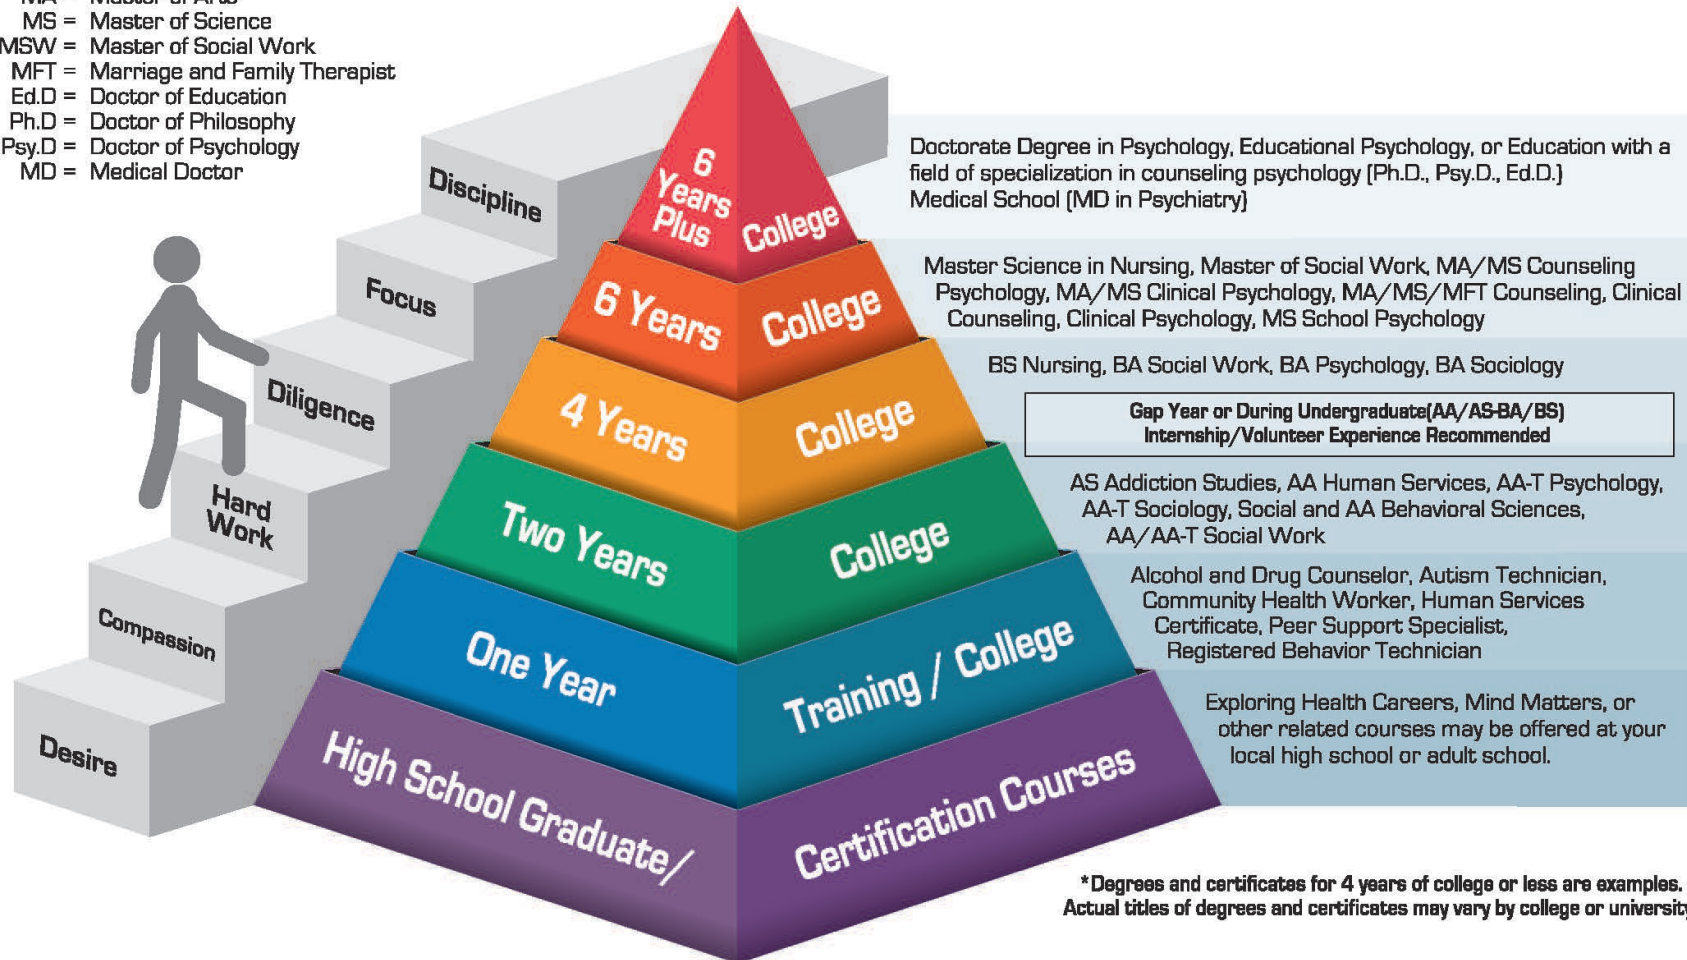 MA = Master of Arts
MS = Master of Science
MSW = Master of Social Work
MFT = Marriage and Family Therapist
Ed.D = Doctor of Education
Ph.D = Doctor of Philosophy
Psy.D = Doctor of Psychology
MD = Medical Doctor
Discipline
Focus
Diligence
Hard
Work
Compassion
Desire
6
Years
Plus
College
6 Years
College
4 Years
College
Two Years
College
One Year
Training / College
High School Graduate/
Certification Courses
Doctorate Degree in Psychology, Educational Psychology, or Education with a
field of specialization in counseling psychology (Ph.D., Psy.D., Ed.D.)
Medical School (MD in Psychiatry)
Master Science in Nursing, Master of Social Work, MA/MS Counseling
Psychology, MA/MS Clinical Psychology, MA/MS/MFT Counseling, Clinical
Counseling, Clinical Psychology, MS School Psychology
BS Nursing, BA Social Work, BA Psychology, BA Sociology
Gap Year or During Undergraduate(AA/AS-BA/BS)
Internship/Volunteer Experience Recommended
AS Addiction Studies, AA Human Services, AA-T Psychology,
AA-T Sociology, Social and AA Behavioral Sciences,
AA/AA-T Social Work
Alcohol and Drug Counselor, Autism Technician,
Community Health Worker, Human Services
Certificate, Peer Support Specialist,
Registered Behavior Technician
Exploring Health Careers, Mind Matters, or
other related courses may be offered at your
local high school or adult school.
*Degrees and certificates for 4 years of college or less are examples.
Actual titles of degrees and certificates may vary by college or university